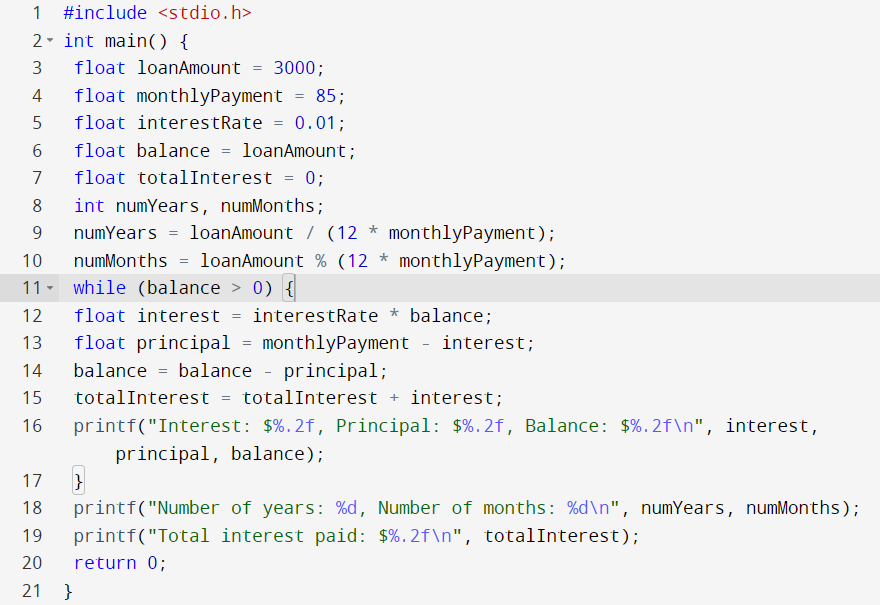 1 #include <stdio.h>
2 int main() {
3 float loanAmount = 3000;
4 float monthlyPayment = 85;
5 float interestRate = 0.01;
6 float balance = loanAmount;
7 float totalInterest = 0;
8 int numYears, numMonths;
9 numYears = loanAmount / (12 * monthlyPayment);
10 numMonths = loanAmount % (12 * monthlyPayment);
11 while (balance > 0) {
12 float interest = interestRate * balance;
13 float principal = monthlyPayment - interest;
14 balance = balance - principal;
15 totalInterest = totalInterest + interest;
16 printf("Interest: $%.2f, Principal: $%.2f, Balance: $%.2f\n", interest,
principal, balance);
17 }
18 printf("Number of years: %d, Number of months: %d\n", numYears, numMonths);
19 printf("Total interest paid: $%.2f\n", totalInterest);
20 return 0;
21 }